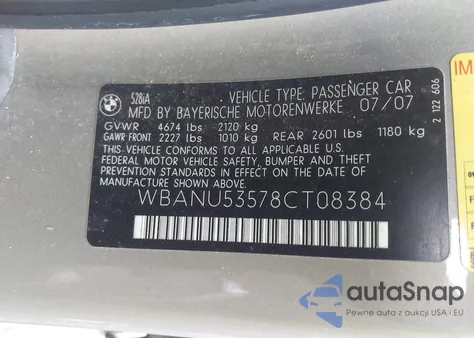 BMW
528iA
VEHICLE TYPE: PASSENGER CAR
MFD BY BAYERISCHE MOTORENWERKE 07/07
GVWR 4674 lbs 2120 kg
GAWR FRONT 2227 lbs 1010 kg REAR 2601 lbs 1180 kg
THIS VEHICLE CONFORMS TO ALL APPLICABLE
FEDERAL MOTOR VEHICLE SAFETY, BUMPER AND THEFT
PREVENTION STANDARDS IN EFFECT ON THE DATE OF
MANUFACTURE SHOWN ABOVE.
WBANU53578CT08384
2 122 606
IM
autoSnap
Pewne auta z aukcji USA i EU